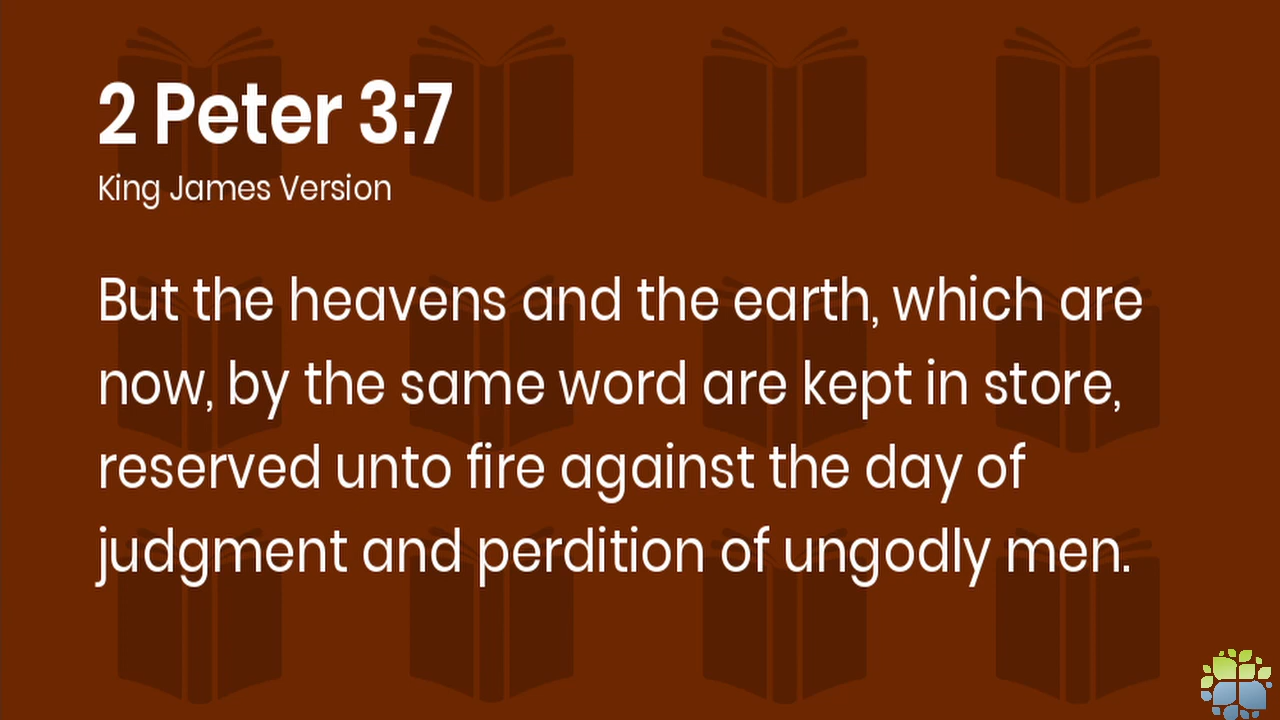 2 Peter 3:7
King James Version
But the heavens and the earth, which are
now, by the same word are kept in store,
reserved unto fire against the day of
judgment and perdition of ungodly men.